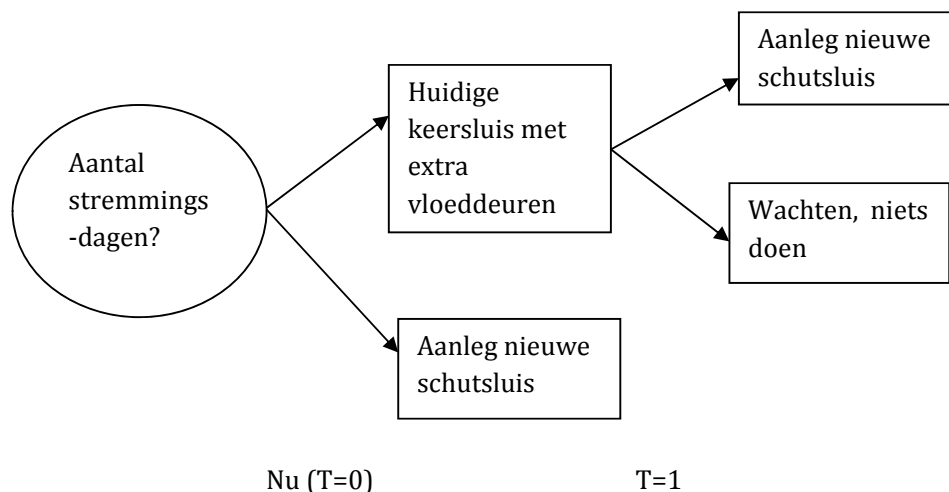 Aantal
stremmings
-dagen?
Huidige
keersluis met
extra
vloeddeuren
Aanleg nieuwe
schutsluis
Aanleg nieuwe
schutsluis
Wachten, niets
doen
Nu (T=0)
T=1